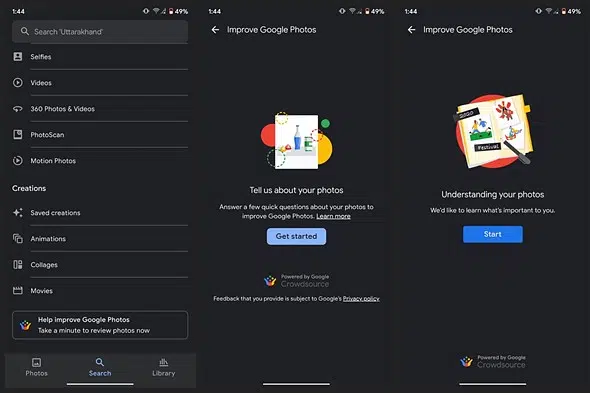 1:44
49%
Search 'Uttarakhand'
Selfies
Videos
360 Photos & Videos
PhotoScan
Motion Photos
Creations
Saved creations
Animations
Collages
Movies
Help improve Google Photos
Take a minute to review photos now
Photos
Search
Library
1:44
49%
Improve Google Photos
Tell us about your photos
Answer a few quick questions about your photos to
improve Google Photos. Learn more
Get started
Powered by Google
Crowdsource
Feedback that you provide is subject to Google's Privacy policy
1:44
49%
Improve Google Photos
Festival
Understanding your photos
We'd like to learn what's important to you.
Start
Powered by Google
Crowdsource